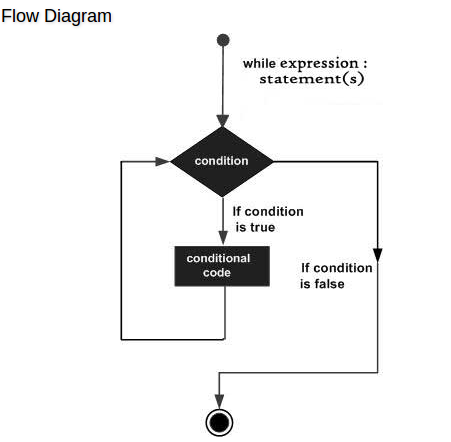 Flow Diagram
while expression :
statement(s)
condition
If condition
is true
conditional
code
If condition
is false